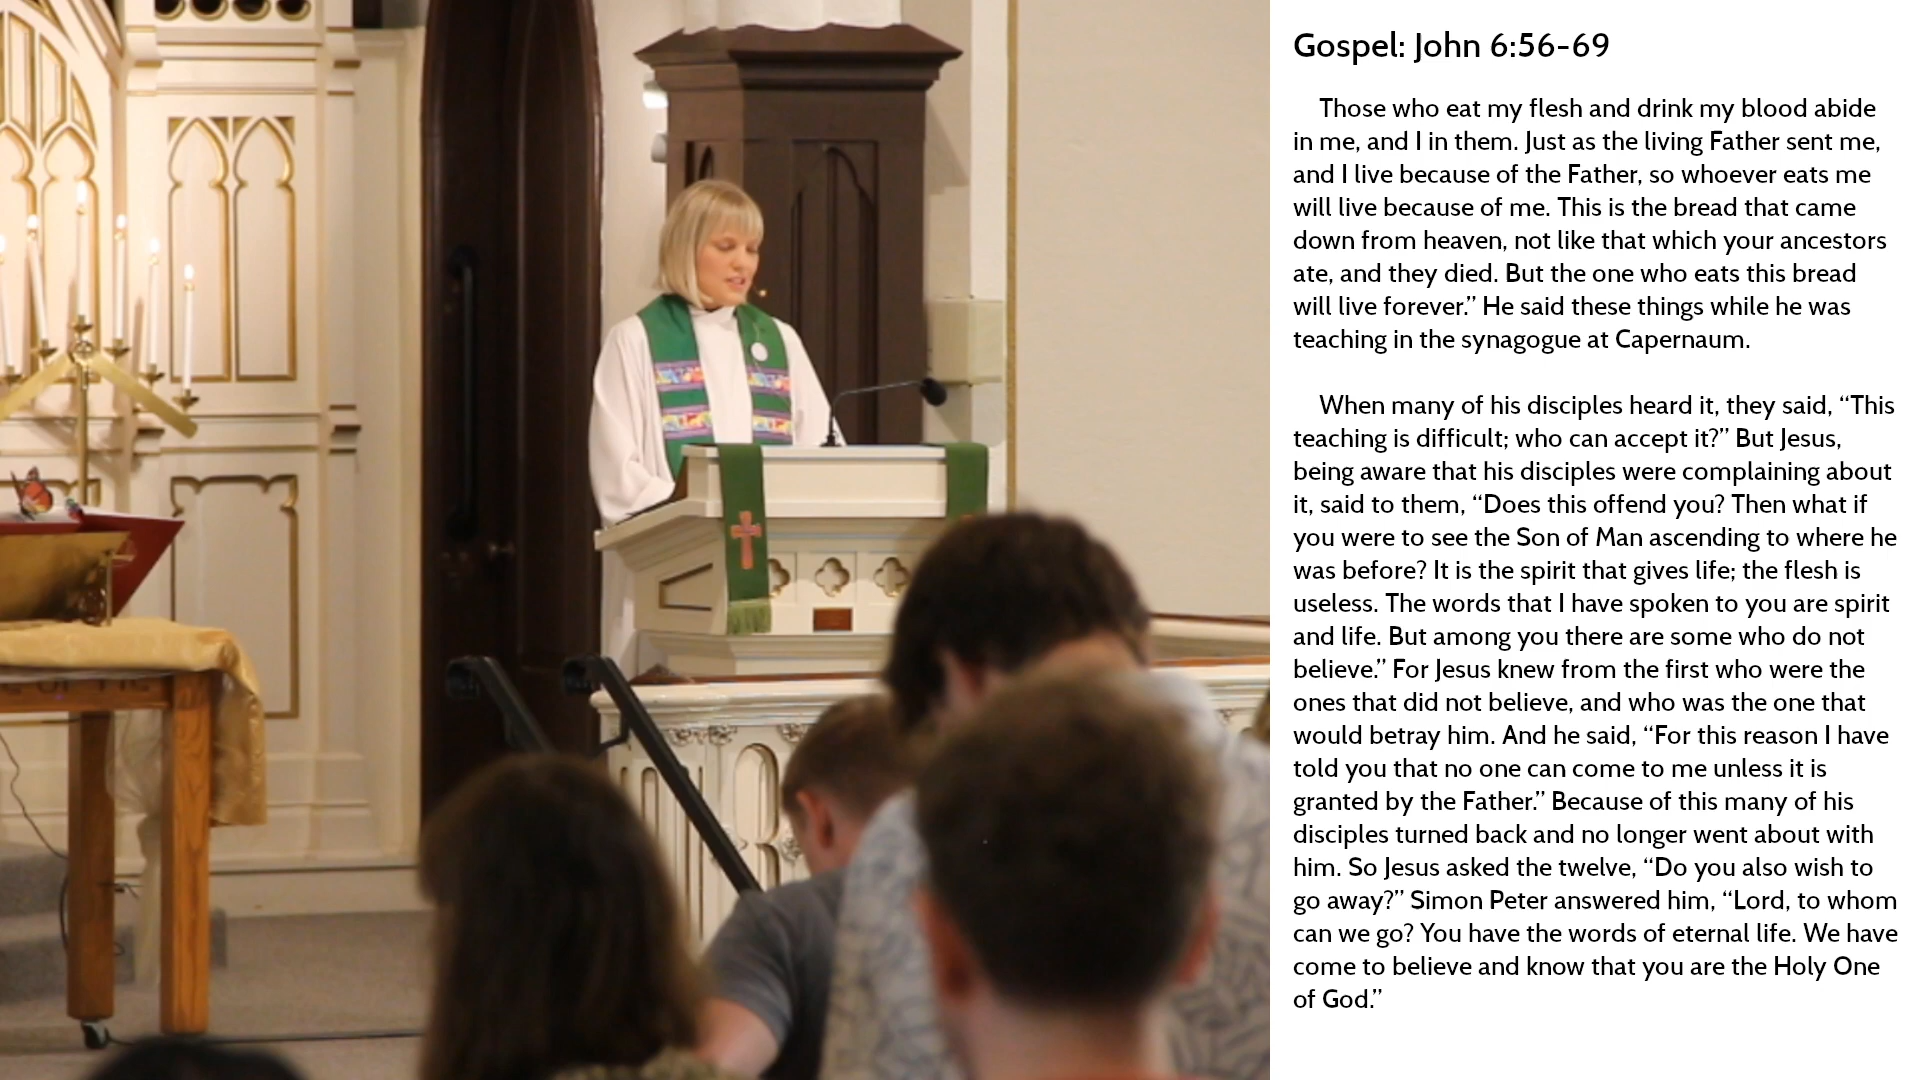 Gospel: John 6:56-69
Those who eat my flesh and drink my blood abide
in me, and I in them. Just as the living Father sent me,
and I live because of the Father, so whoever eats me
will live because of me. This is the bread that came
down from heaven, not like that which your ancestors
ate, and they died. But the one who eats this bread
will live forever.” He said these things while he was
teaching in the synagogue at Capernaum.
When many of his disciples heard it, they said, “This
teaching is difficult; who can accept it?” But Jesus,
being aware that his disciples were complaining about
it, said to them, “Does this offend you? Then what if
you were to see the Son of Man ascending to where he
was before? It is the spirit that gives life; the flesh is
useless. The words that I have spoken to you are spirit
and life. But among you there are some who do not
believe.” For Jesus knew from the first who were the
ones that did not believe, and who was the one that
would betray him. And he said, “For this reason I have
told you that no one can come to me unless it is
granted by the Father.” Because of this many of his
disciples turned back and no longer went about with
him. So Jesus asked the twelve, “Do you also wish to
go away?” Simon Peter answered him, “Lord, to whom
can we go? You have the words of eternal life. We have
come to believe and know that you are the Holy One
of God.”